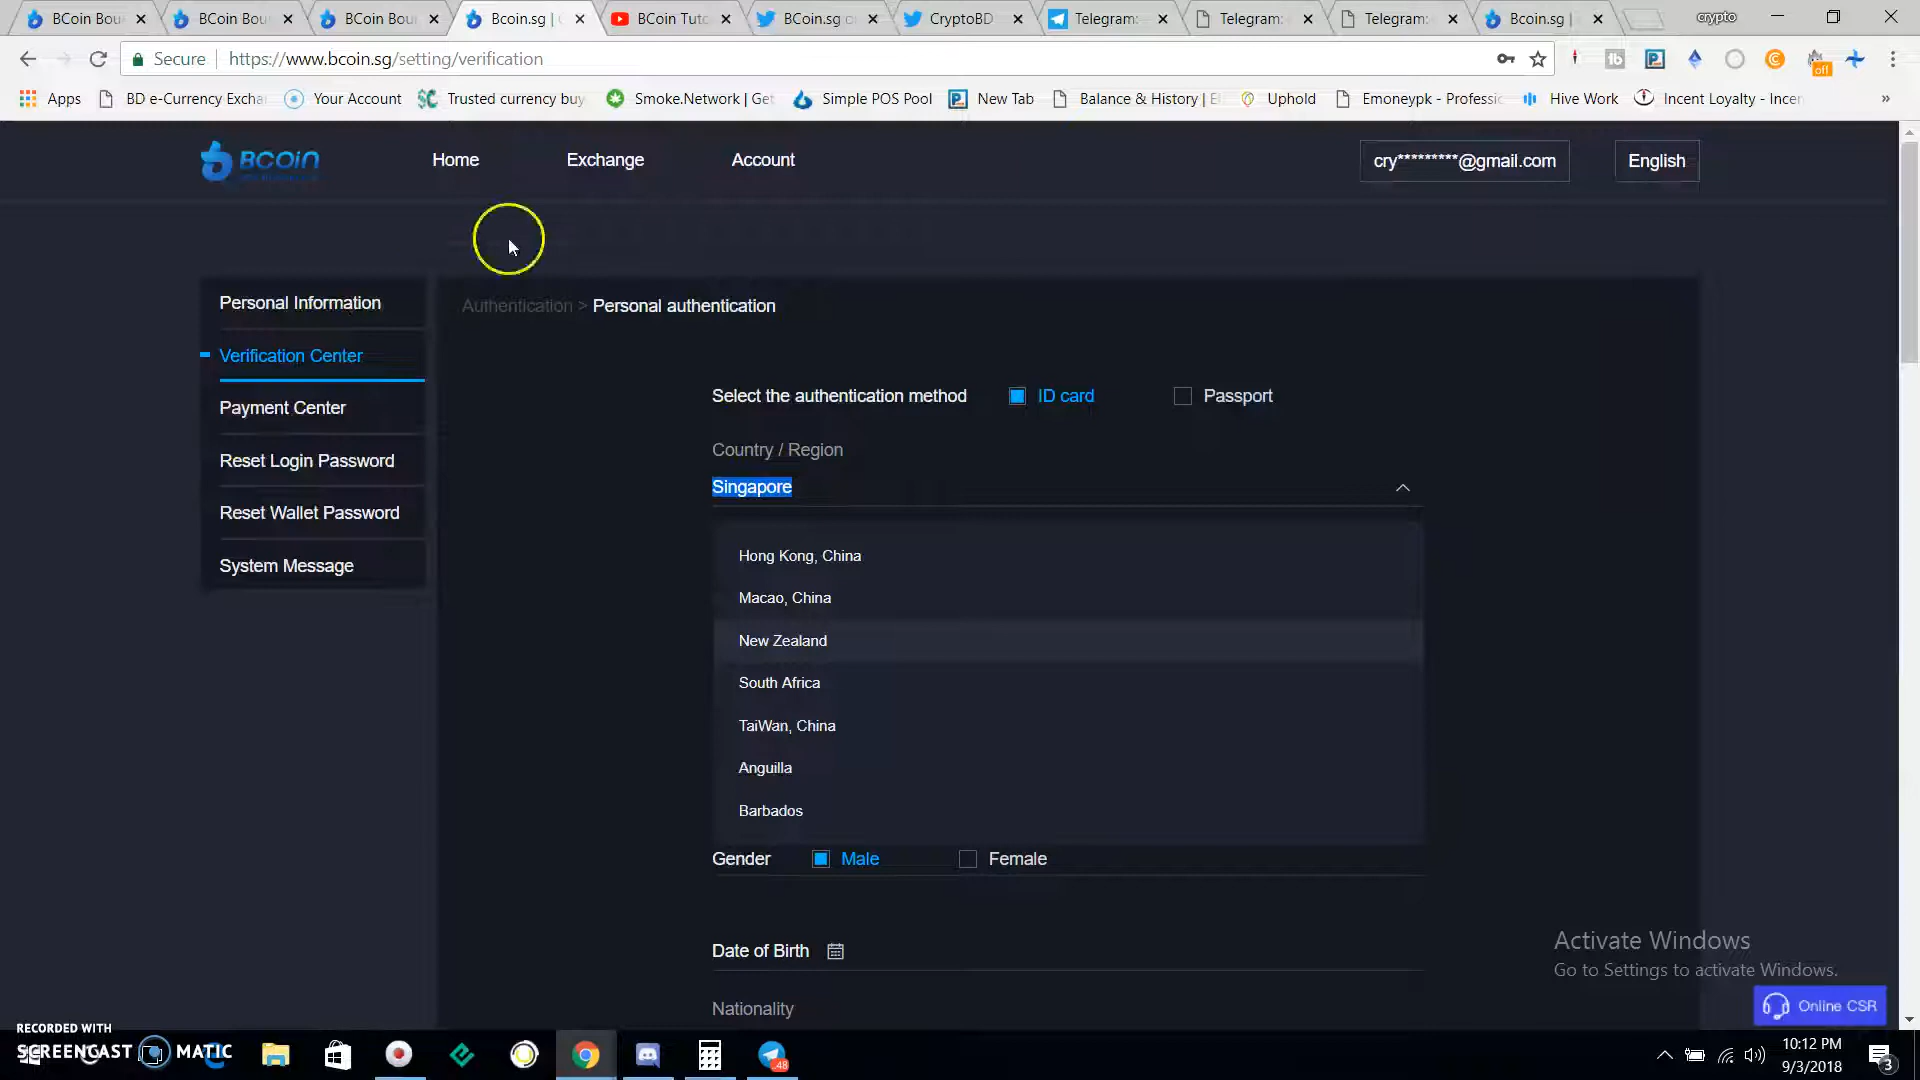 BCoin Bou
BCoin Bou
BCoin Bou
Bcoin.sg |
BCoin Tuto
BCoin.sg o
CryptoBD
Telegram:
Telegram:
Telegram:
Bcoin.sg |
crypto
Secure
https://www.bcoin.sg/setting/verification
off
Apps
BD e-Currency Excha
Your Account
Trusted currency buy
Smoke.Network | Get
Simple POS Pool
New Tab
Balance & History | E
Uphold
Emoneypk - Professic
Hive Work
Incent Loyalty - Incen
BCOIN
Home
Exchange
Account
cry*********@gmail.com
English
Personal Information
Verification Center
Payment Center
Reset Login Password
Reset Wallet Password
System Message
Authentication > Personal authentication
Select the authentication method
ID card
Passport
Country / Region
Singapore
Hong Kong, China
Macao, China
New Zealand
South Africa
TaiWan, China
Anguilla
Barbados
Gender
Male
Female
Date of Birth
Nationality
Activate Windows
Go to Settings to activate Windows.
Online CSR
RECORDED WITH
SCREENCAST MATIC
48
10:12 PM
9/3/2018
3